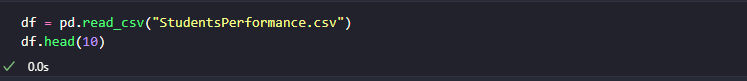 df = pd.read_csv("StudentsPerformance.csv")
df.head(10)
0.0s